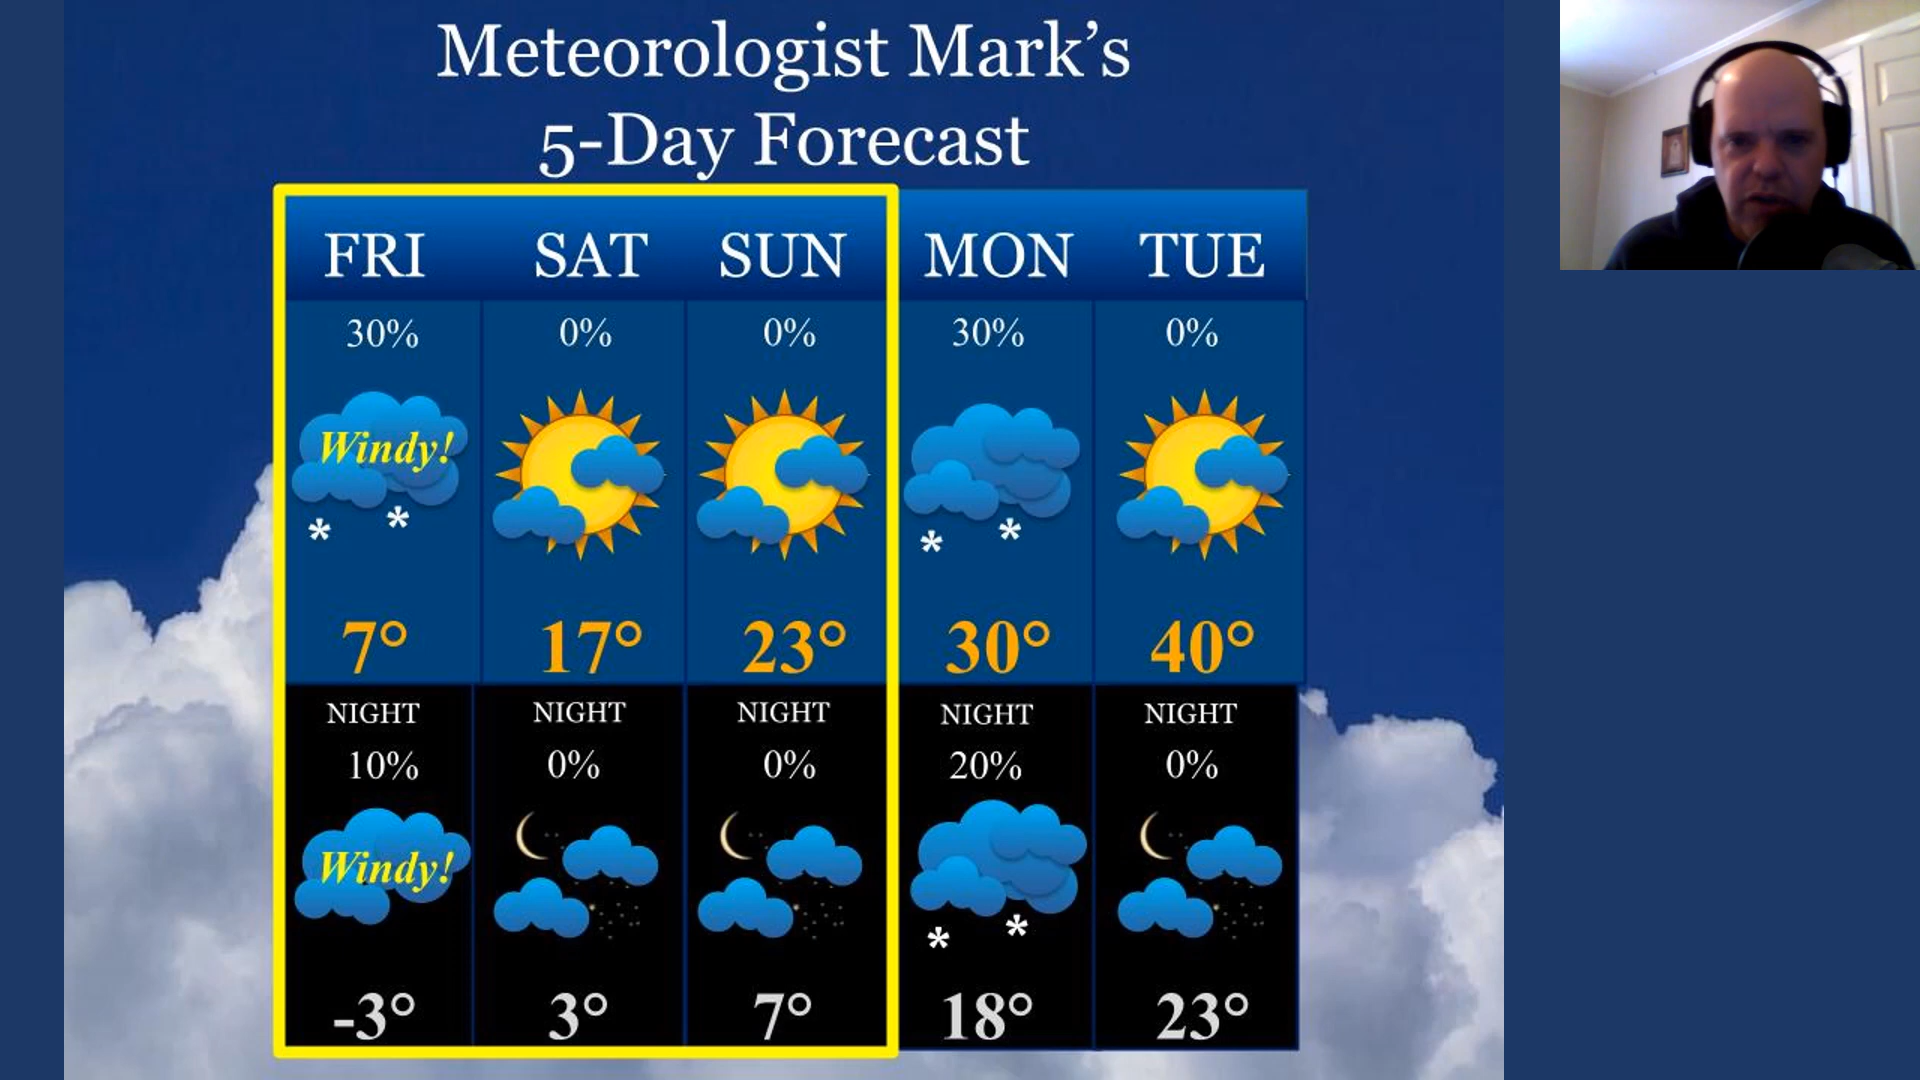 Meteorologist Mark’s
5-Day Forecast
FRI SAT SUN MON TUE
30% 0% 0% 30% 0%
Windy!
* * * *
7° 17° 23° 30° 40°
NIGHT NIGHT NIGHT NIGHT NIGHT
10% 0% 0% 20% 0%
Windy!
* *
-3° 3° 7° 18° 23°